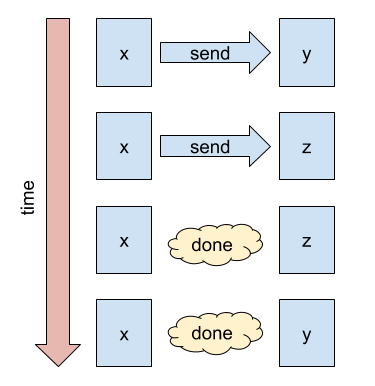 time
x send y
x send z
x done z
x done y